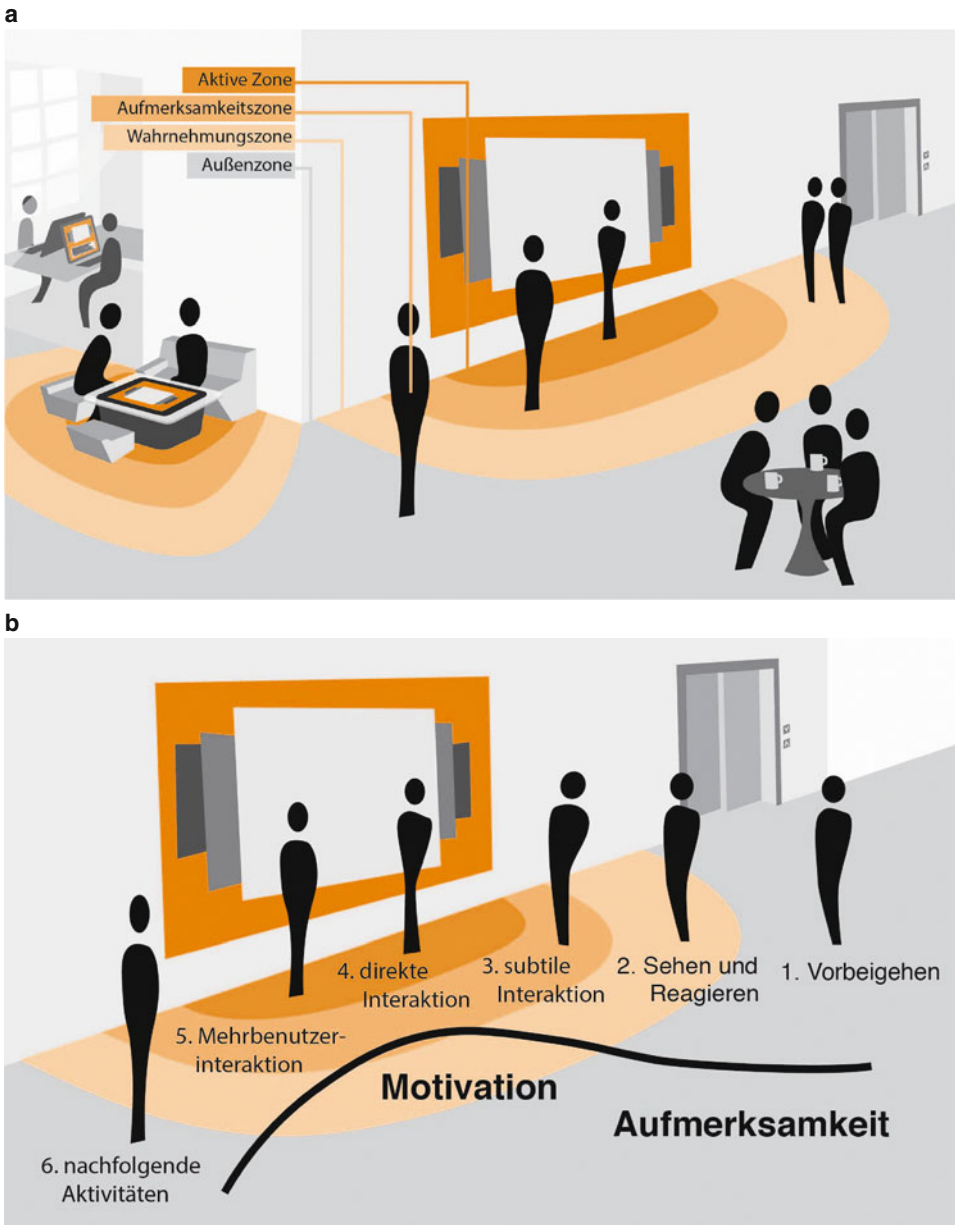 a
Aktive Zone
Aufmerksamkeitszone
Wahrnehmungszone
Außenzone
b
1. Vorbeigehen
2. Sehen und
Reagieren
3. subtile
Interaktion
4. direkte
Interaktion
5. Mehrbenutzer-
interaktion
6. nachfolgende
Aktivitäten
Motivation
Aufmerksamkeit